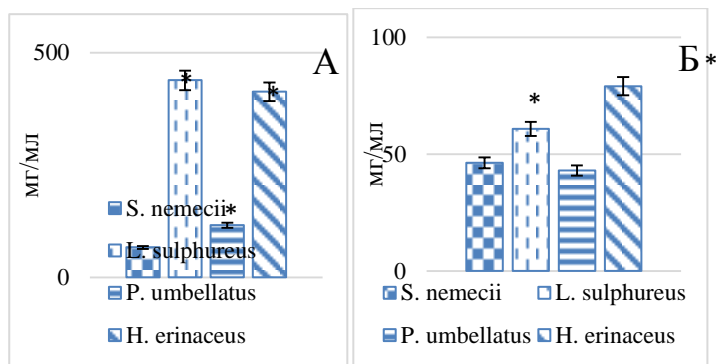 А
500
0
мг/мл
*
*
*
S. nemecii
L. sulphureus
P. umbellatus
H. erinaceus
Б *
100
50
0
мг/мл
*
S. nemecii L. sulphureus
P. umbellatus H. erinaceus